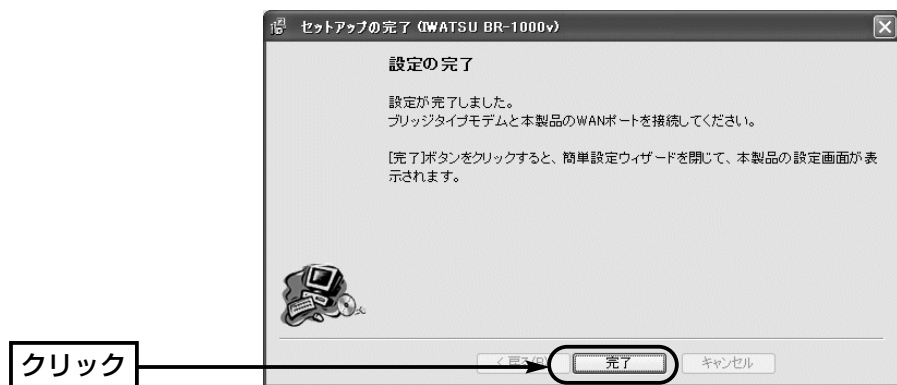 セットアップの完了 (IWATSU BR-1000v)
設定の完了
設定が完了しました。
ブリッジタイプモデムと本製品のWANポートを接続してください。
[完了]ボタンをクリックすると、簡単設定ウィザードを閉じて、本製品の設定画面が表
示されます。
クリック
< 戻る(B)
完了
キャンセル